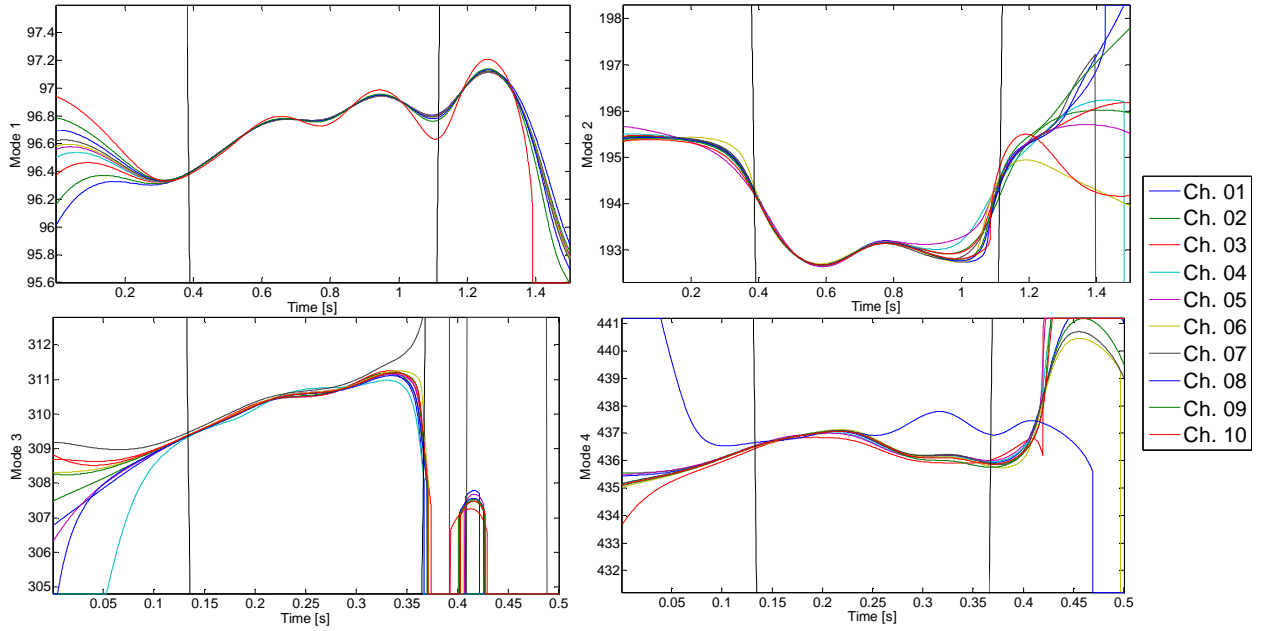 97.4
97.2
97
96.8
96.6
96.4
96.2
96
95.8
95.6
Mode 1
0.2 0.4 0.6 0.8 1 1.2 1.4
Time [s]
198
197
196
195
194
193
Mode 2
0.2 0.4 0.6 0.8 1 1.2 1.4
Time [s]
312
311
310
309
308
307
306
305
Mode 3
0.05 0.1 0.15 0.2 0.25 0.3 0.35 0.4 0.45 0.5
Time [s]
441
440
439
438
437
436
435
434
433
432
Mode 4
0.05 0.1 0.15 0.2 0.25 0.3 0.35 0.4 0.45 0.5
Time [s]
Ch. 01
Ch. 02
Ch. 03
Ch. 04
Ch. 05
Ch. 06
Ch. 07
Ch. 08
Ch. 09
Ch. 10